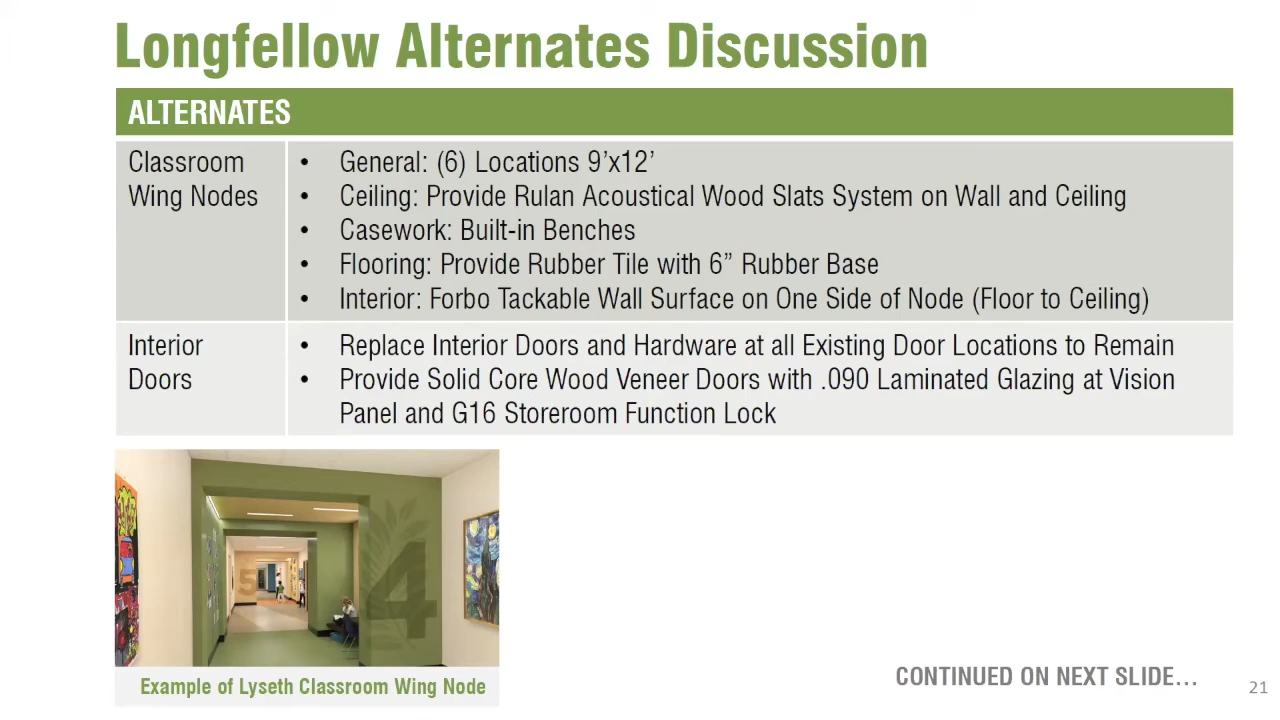 Longfellow Alternates Discussion
ALTERNATES
Classroom
Wing Nodes
• General: (6) Locations 9’x12’
• Ceiling: Provide Rulan Acoustical Wood Slats System on Wall and Ceiling
• Casework: Built-in Benches
• Flooring: Provide Rubber Tile with 6” Rubber Base
• Interior: Forbo Tackable Wall Surface on One Side of Node (Floor to Ceiling)
Interior
Doors
• Replace Interior Doors and Hardware at all Existing Door Locations to Remain
• Provide Solid Core Wood Veneer Doors with .090 Laminated Glazing at Vision
Panel and G16 Storeroom Function Lock
5
4
Example of Lyseth Classroom Wing Node
CONTINUED ON NEXT SLIDE...
21